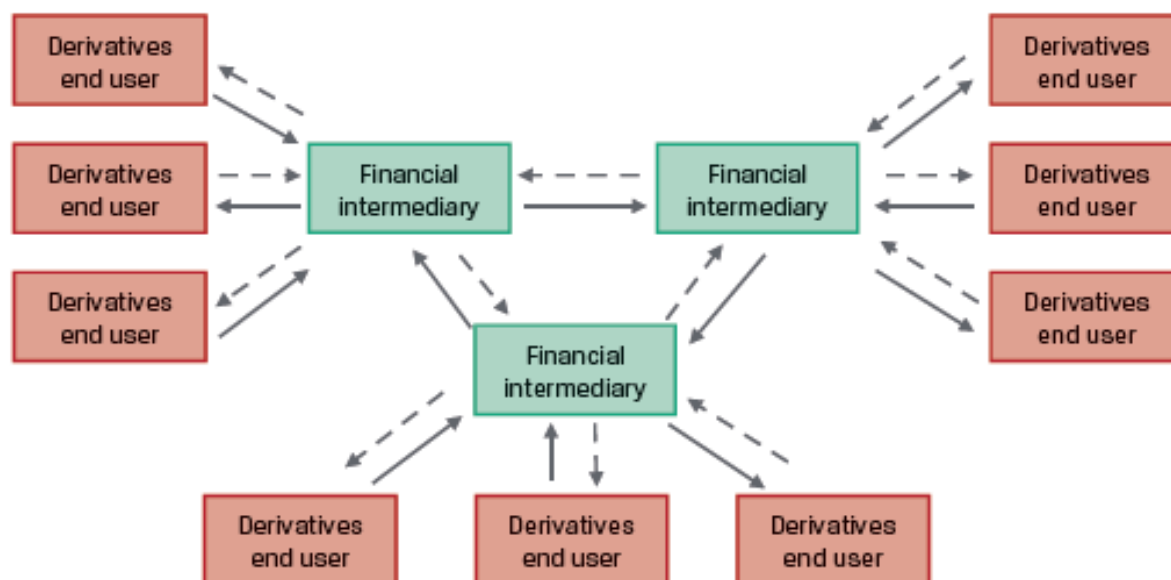 Derivatives
end user
Derivatives
end user
Derivatives
end user
Financial
intermediary
Financial
intermediary
Derivatives
end user
Derivatives
end user
Derivatives
end user
Financial
intermediary
Derivatives
end user
Derivatives
end user
Derivatives
end user